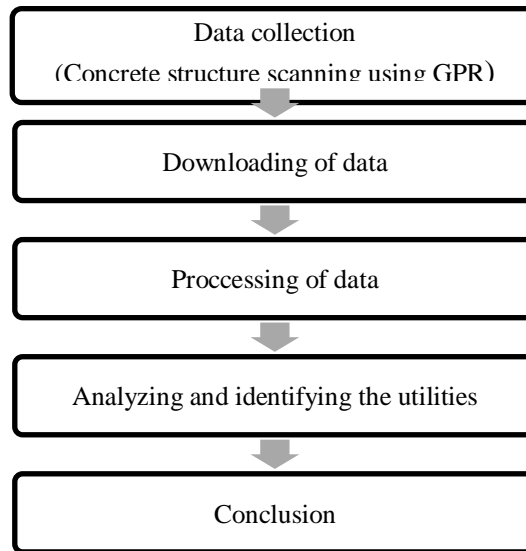 Data collection
(Concrete structure scanning using GPR)
Downloading of data
Proccessing of data
Analyzing and identifying the utilities
Conclusion